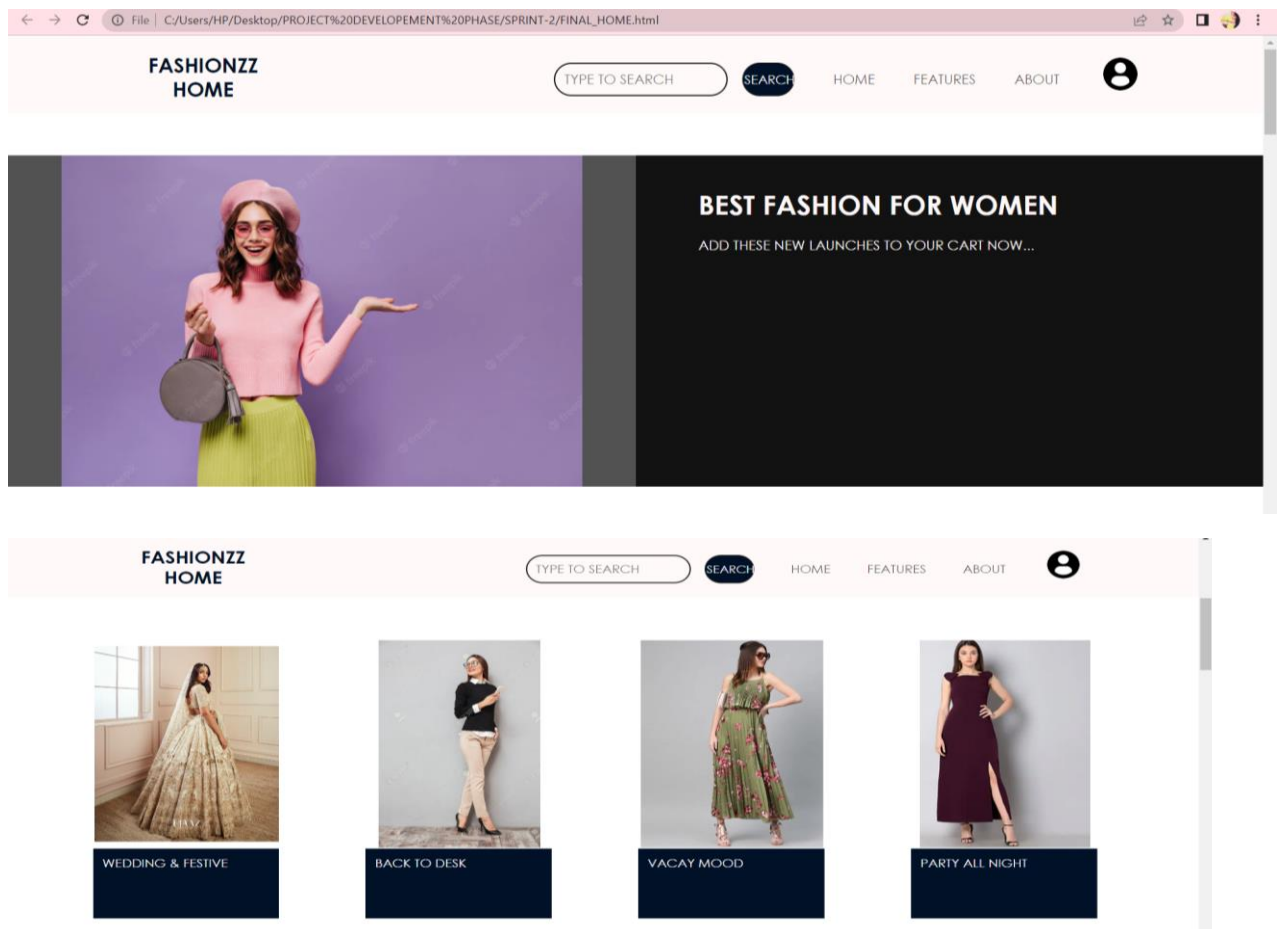 File | C:/Users/HP/Desktop/PROJECT%20DEVELOPEMENT%20PHASE/SPRINT-2/FINAL_HOME.html
FASHIONZZ
HOME
TYPE TO SEARCH
SEARCH
HOME
FEATURES
ABOUT
BEST FASHION FOR WOMEN
ADD THESE NEW LAUNCHES TO YOUR CART NOW...
FASHIONZZ
HOME
TYPE TO SEARCH
SEARCH
HOME
FEATURES
ABOUT
WEDDING & FESTIVE
BACK TO DESK
VACAY MOOD
PARTY ALL NIGHT